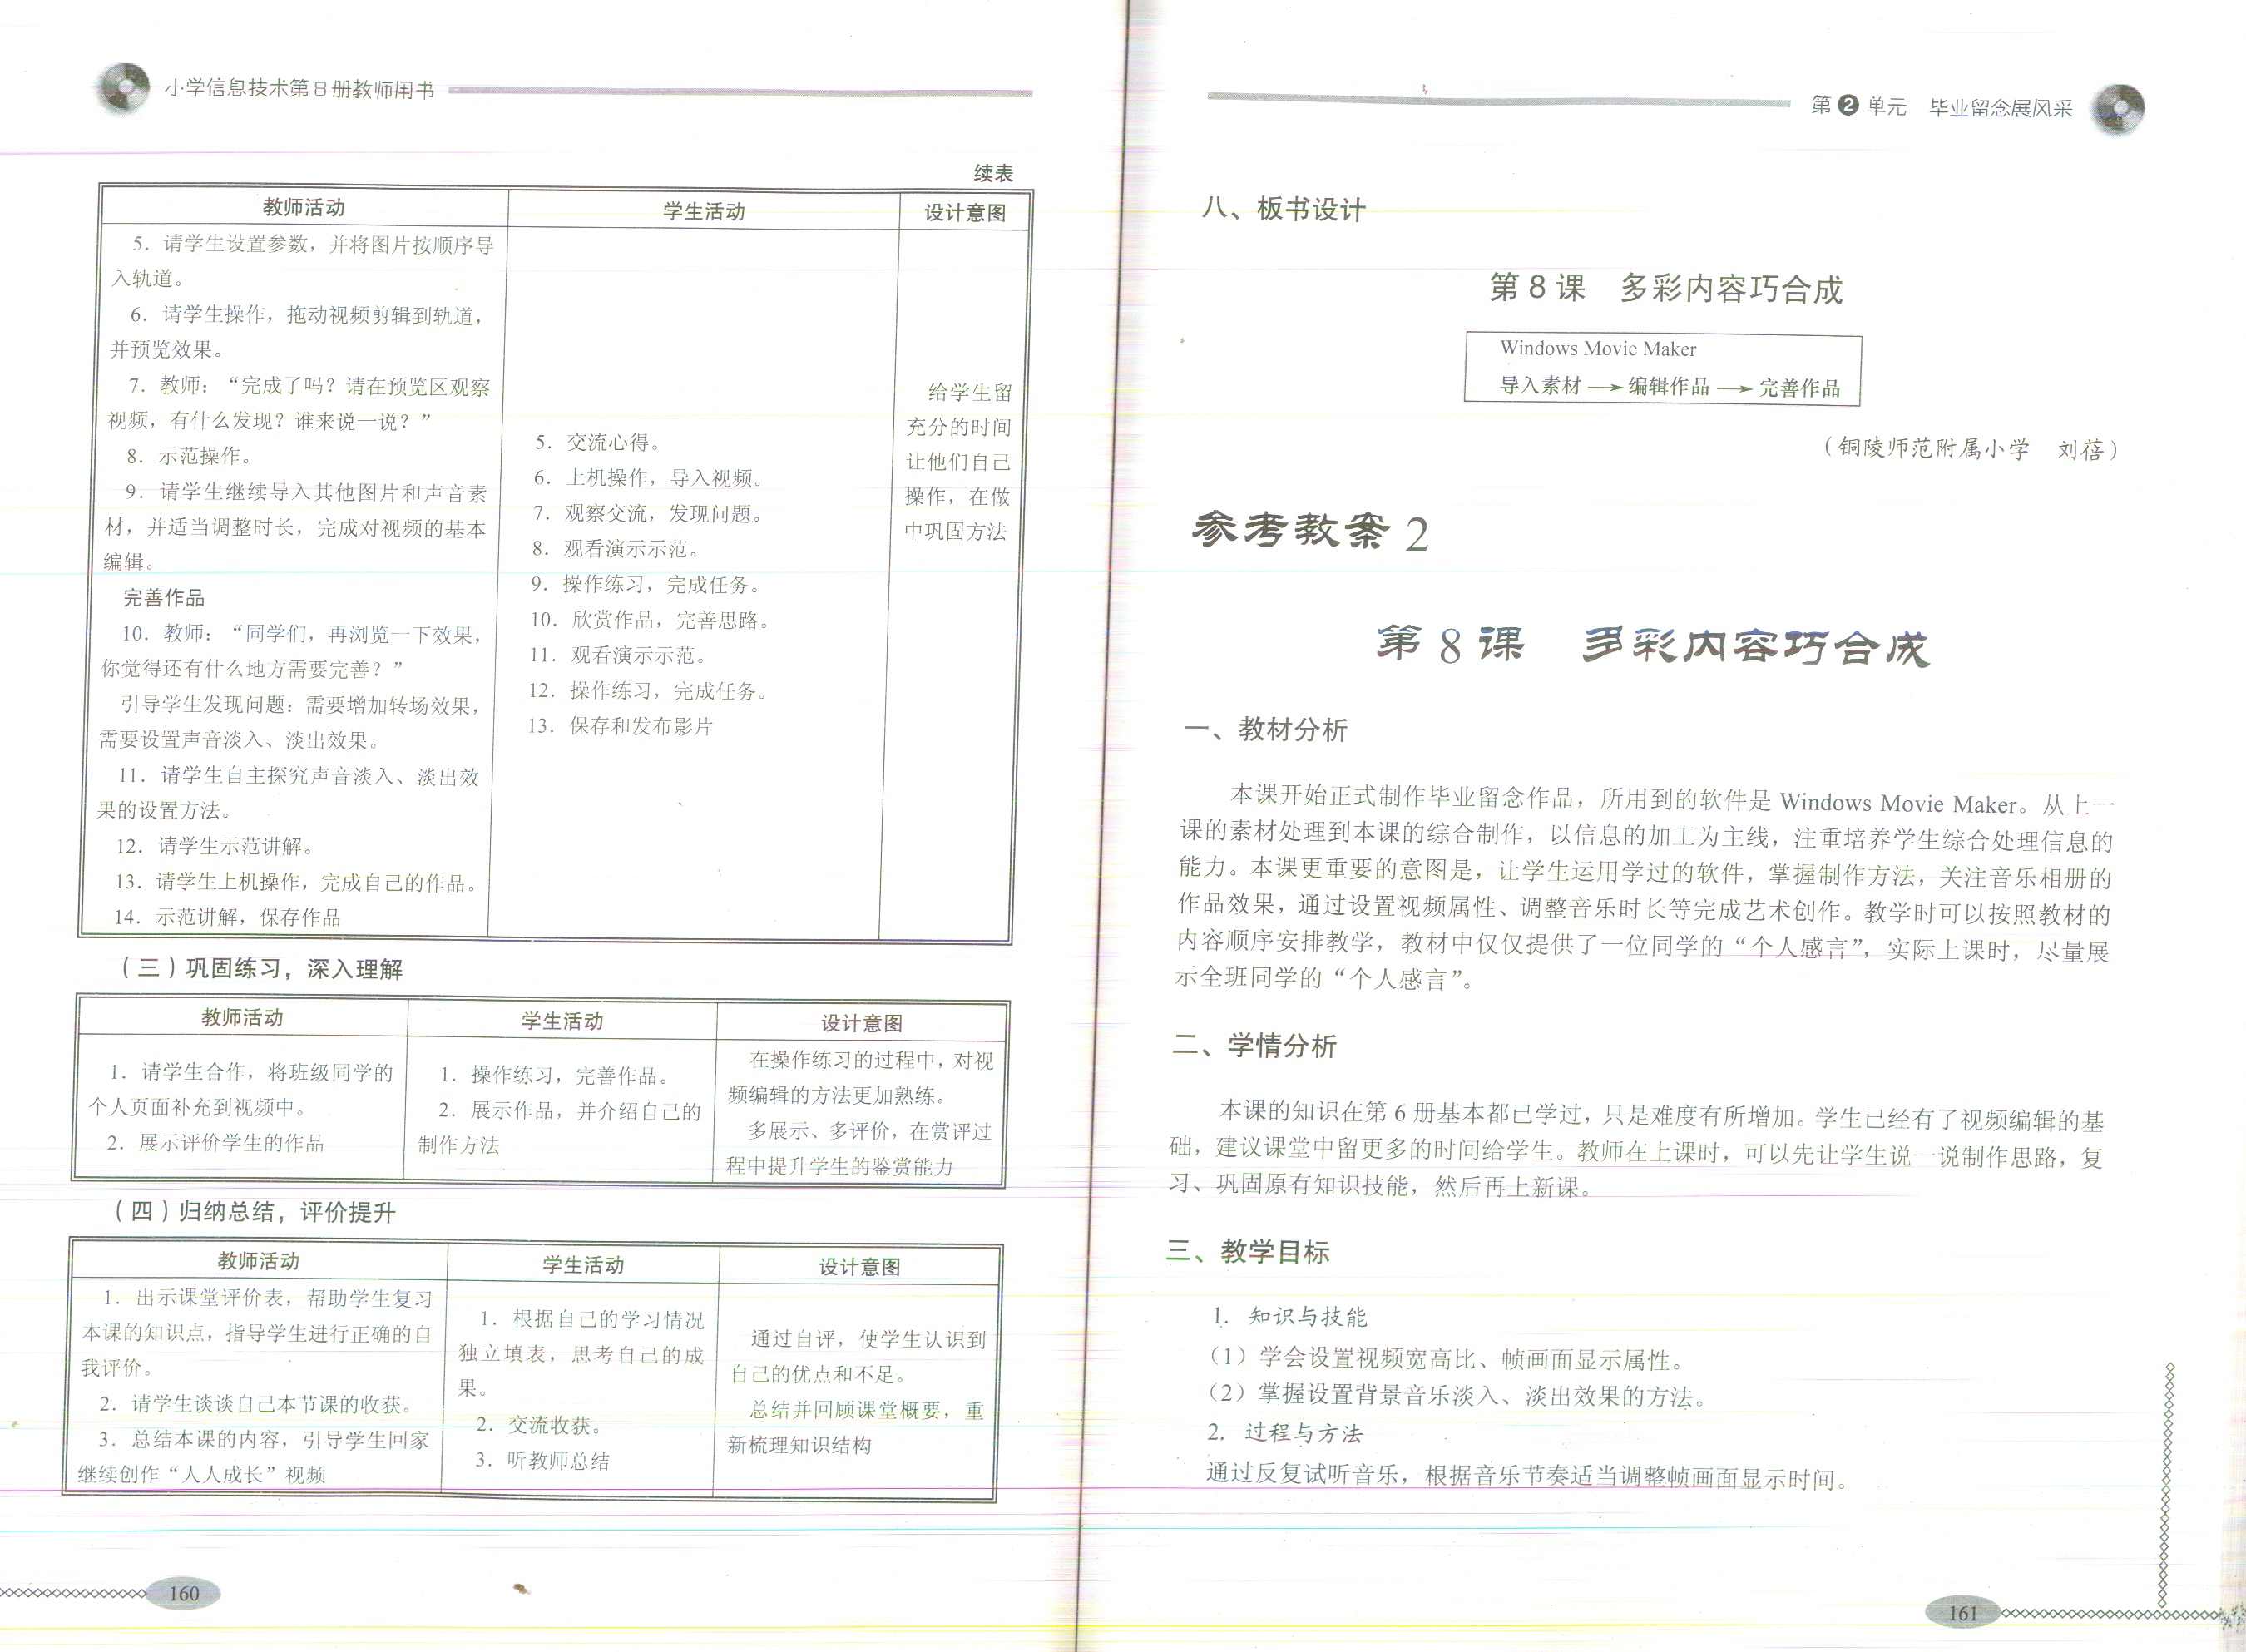 小学信息技术第8册教师用书
续表
教师活动
学生活动
设计意图
5．请学生设置参数，并将图片按顺序导
入轨道。
6．请学生操作，拖动视频剪辑到轨道，
并预览效果。
7．教师：“完成了吗？请在预览区观察
视频，有什么发现？谁来说一说？”
8．示范操作。
9．请学生继续导入其他图片和声音素
材，并适当调整时长，完成对视频的基本
编辑。
完善作品
10．教师：“同学们，再浏览一下效果，
你觉得还有什么地方需要完善？”
引导学生发现问题：需要增加转场效果，
需要设置声音淡入、淡出效果。
11．请学生自主探究声音淡入、淡出效
果的设置方法。
12．请学生示范讲解。
13．请学生上机操作，完成自己的作品。
14．示范讲解，保存作品
5．交流心得。
6．上机操作，导入视频。
7．观察交流，发现问题。
8．观看演示示范。
9．操作练习，完成任务。
10．欣赏作品，完善思路。
11．观看演示示范。
12．操作练习，完成任务。
13．保存和发布影片
给学生留
充分的时间
让他们自己
操作，在做
中巩固方法
（三）巩固练习，深入理解
教师活动
学生活动
设计意图
1．请学生合作，将班级同学的
个人页面补充到视频中。
2．展示评价学生的作品
1．操作练习，完善作品。
2．展示作品，并介绍自己的
制作方法
在操作练习的过程中，对视
频编辑的方法更加熟练。
多展示、多评价，在赏评过
程中提升学生的鉴赏能力
（四）归纳总结，评价提升
教师活动
学生活动
设计意图
1．出示课堂评价表，帮助学生复习
本课的知识点，指导学生进行正确的自
我评价。
2．请学生谈谈自己本节课的收获。
3．总结本课的内容，引导学生回家
继续创作“人人成长”视频
1．根据自己的学习情况
独立填表，思考自己的成
果。
2．交流收获。
3．听教师总结
通过自评，使学生认识到
自己的优点和不足。
总结并回顾课堂概要，重
新梳理知识结构
160
第2单元 毕业留念展风采
八、板书设计
第8课 多彩内容巧合成
Windows Movie Maker
导入素材→编辑作品→完善作品
（铜陵师范附属小学 刘蓓）
参考教案2
第8课 多彩内容巧合成
一、教材分析
本课开始正式制作毕业留念作品，所用到的软件是 Windows Movie Maker。从上一
课的素材处理到本课的综合制作，以信息的加工为主线，注重培养学生综合处理信息的
能力。本课更重要的意图是，让学生运用学过的软件，掌握制作方法，关注音乐相册的
作品效果，通过设置视频属性、调整音乐时长等完成艺术创作。教学时可以按照教材的
内容顺序安排教学，教材中仅仅提供了一位同学的“个人感言”，实际上课时，尽量展
示全班同学的“个人感言”。
二、学情分析
本课的知识在第6册基本都已学过，只是难度有所增加。学生已经有了视频编辑的基
础，建议课堂中留更多的时间给学生。教师在上课时，可以先让学生说一说制作思路，复
习、巩固原有知识技能，然后再上新课。
三、教学目标
1．知识与技能
（1）学会设置视频宽高比、帧画面显示属性。
（2）掌握设置背景音乐淡入、淡出效果的方法。
2．过程与方法
通过反复试听音乐，根据音乐节奏适当调整帧画面显示时间。
161